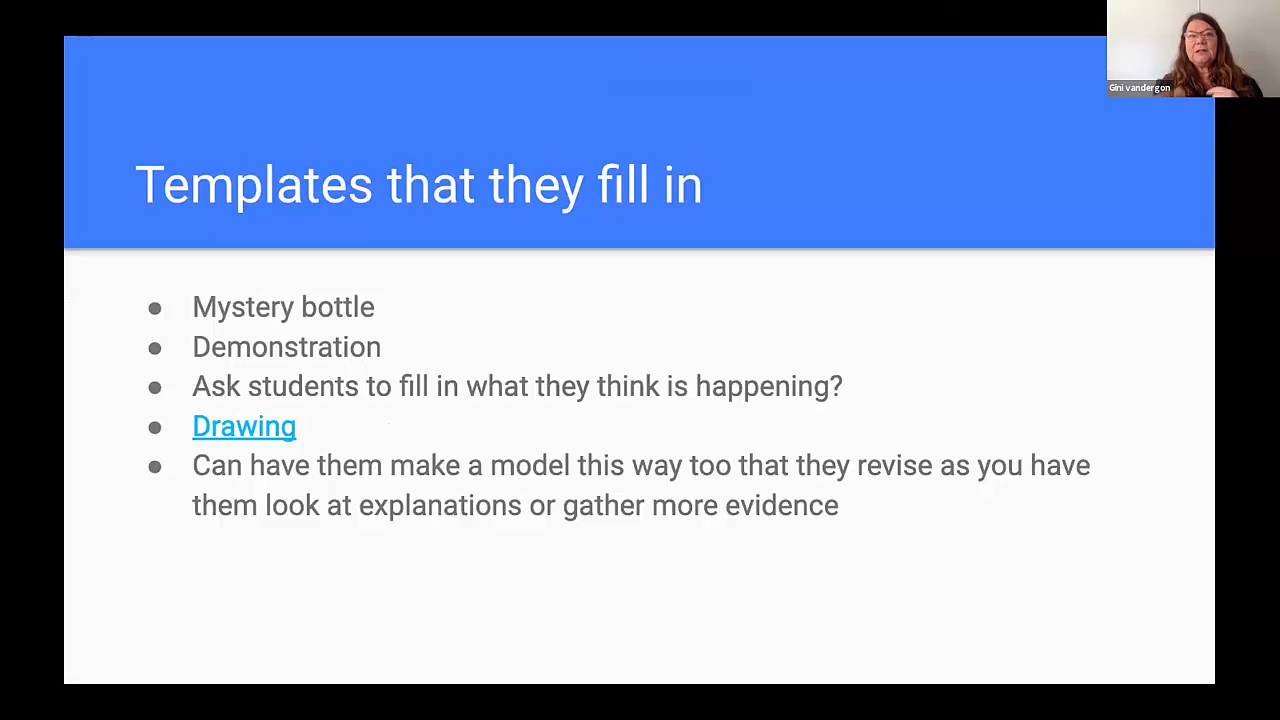 Gini vandergon
Templates that they fill in
● Mystery bottle
● Demonstration
● Ask students to fill in what they think is happening?
● Drawing
● Can have them make a model this way too that they revise as you have
them look at explanations or gather more evidence